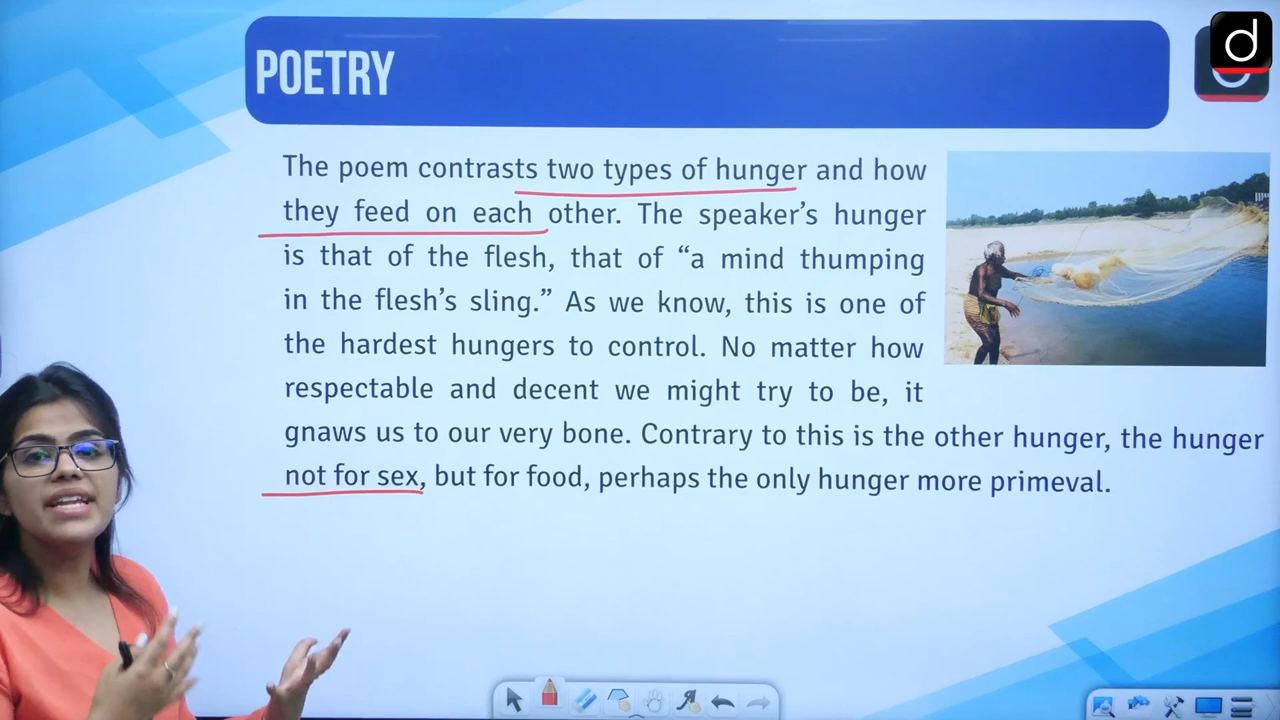 POETRY
d
The poem contrasts two types of hunger and how
they feed on each other. The speaker’s hunger
is that of the flesh, that of “a mind thumping
in the flesh’s sling.” As we know, this is one of
the hardest hungers to control. No matter how
respectable and decent we might try to be, it
gnaws us to our very bone. Contrary to this is the other hunger, the hunger
not for sex, but for food, perhaps the only hunger more primeval.